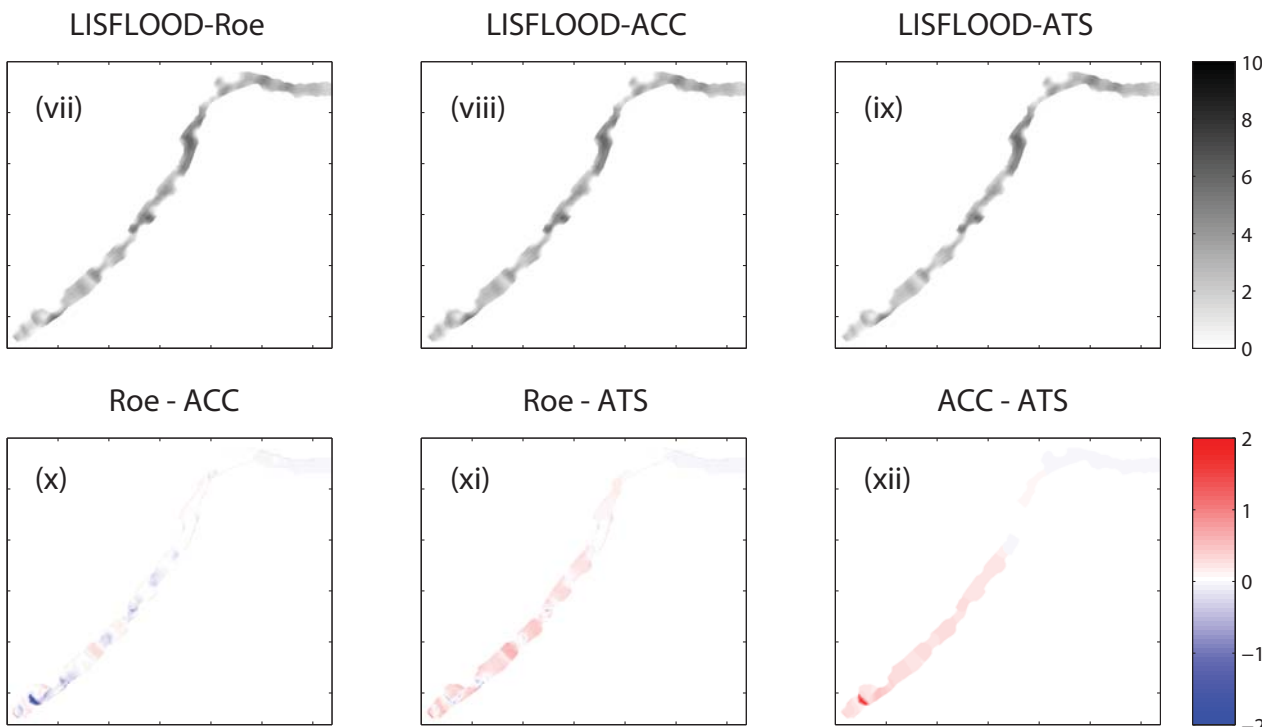 LISFLOOD-Roe LISFLOOD-ACC LISFLOOD-ATS
(vii) (viii) (ix)
10
8
6
4
2
0
Roe - ACC Roe - ATS ACC - ATS
(x) (xi) (xii)
2
1
0
−1
−2